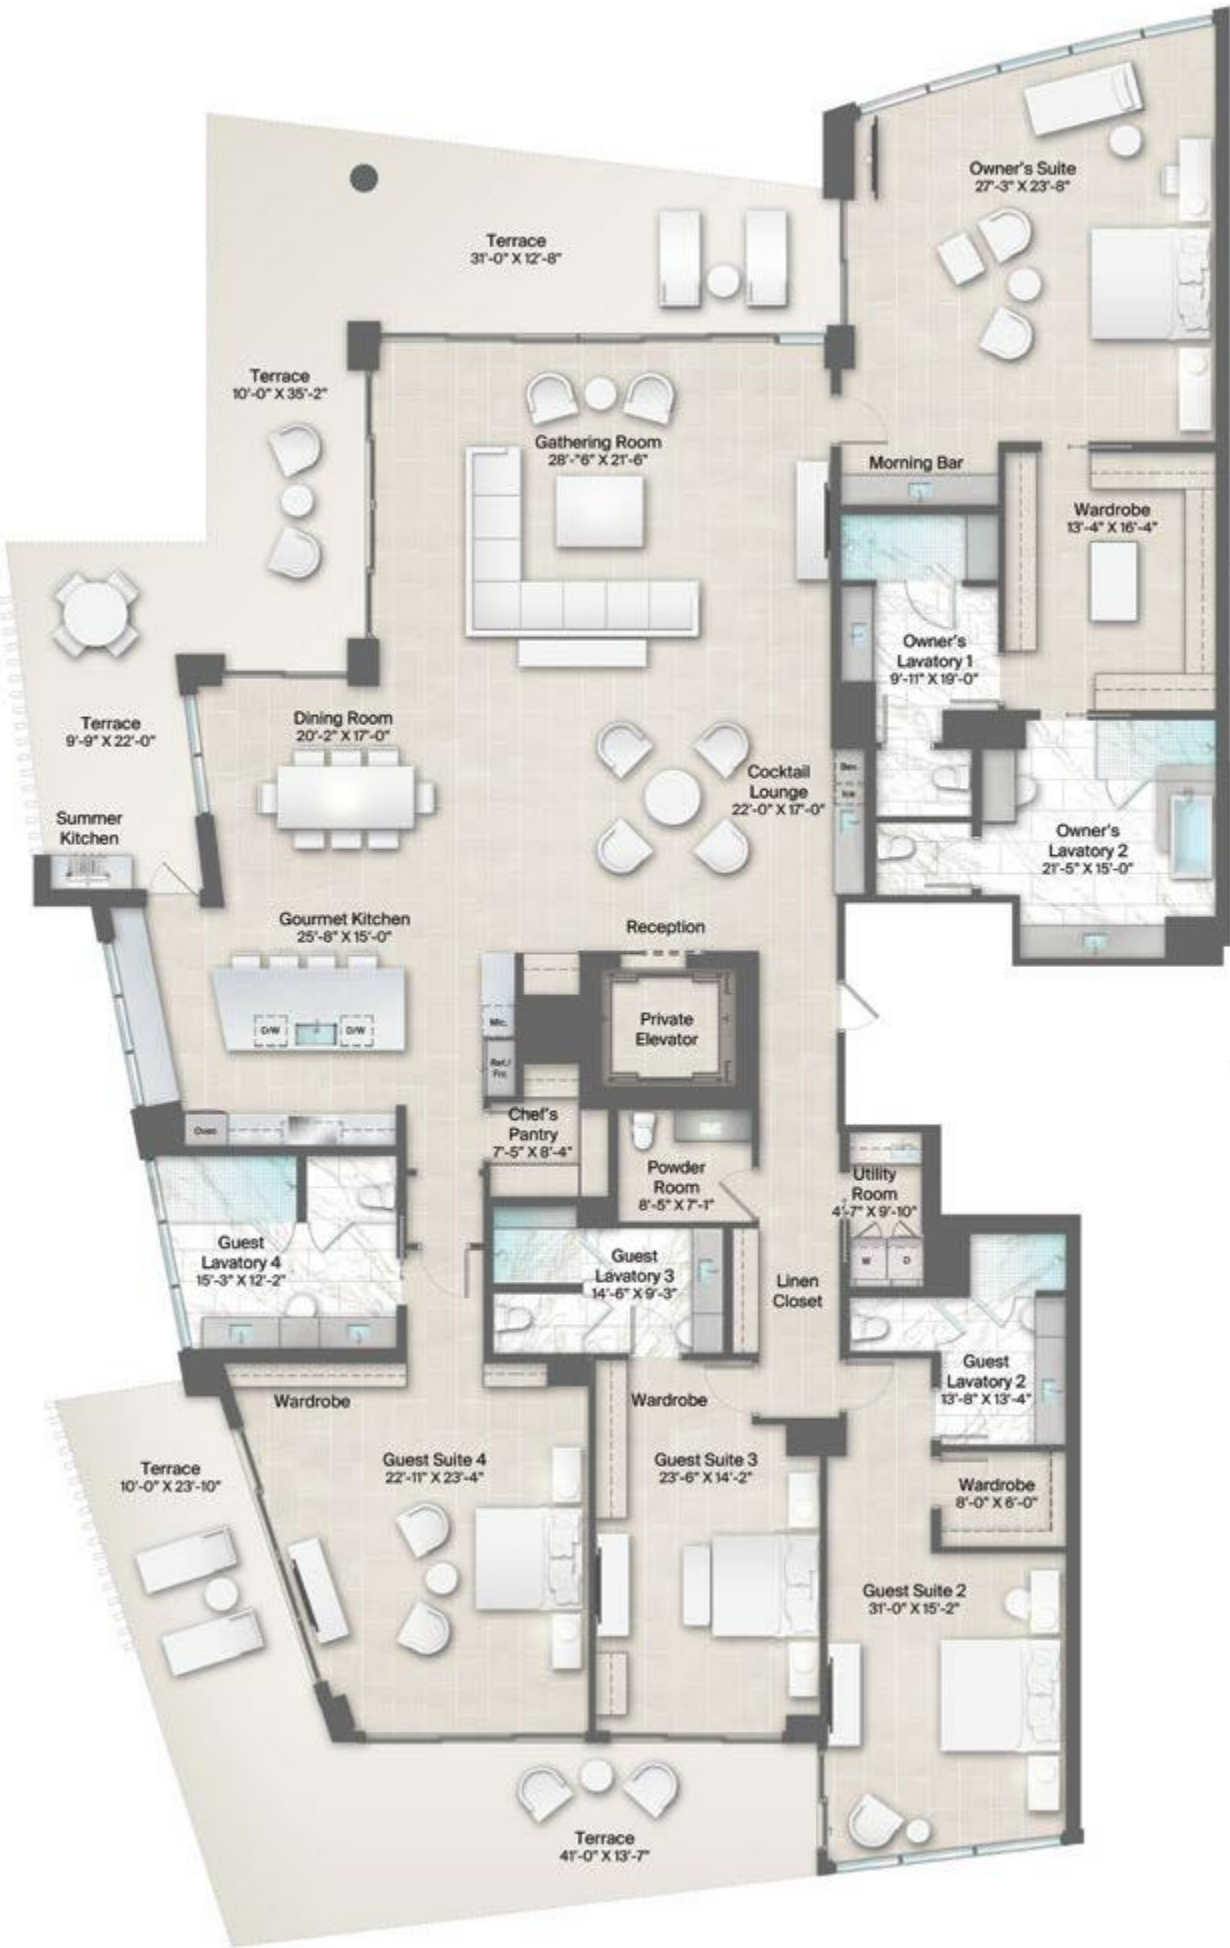 Owner's Suite
27'-3" X 23'-8"
Terrace
31'-0" X 12'-8"
Terrace
10'-0" X 35'-2"
Gathering Room
28'-"6" X 21'-6"
Morning Bar
Wardrobe
13'-4" X 16'-4"
Owner's
Lavatory 1
9'-11" X 19'-0"
Terrace
9'-9" X 22'-0"
Dining Room
20'-2" X 17'-0"
Cocktail
Lounge
22'-0" X 17'-0"
Bev.
Ice
Summer
Kitchen
Owner's
Lavatory 2
21'-5" X 15'-0"
Gourmet Kitchen
25'-8" X 15'-0"
Reception
D/W
D/W
Mic.
Ref./
Frz.
Private
Elevator
Oven
Chef's
Pantry
7'-5" X 8'-4"
Powder
Room
8'-5" X 7'-1"
Utility
Room
4'-7" X 9'-10"
W
D
Guest
Lavatory 4
15'-3" X 12'-2"
Guest
Lavatory 3
14'-6" X 9'-3"
Linen
Closet
Guest
Lavatory 2
13'-8" X 13'-4"
Wardrobe
Wardrobe
Terrace
10'-0" X 23'-10"
Guest Suite 4
22'-11" X 23'-4"
Guest Suite 3
23'-6" X 14'-2"
Wardrobe
8'-0" X 6'-0"
Guest Suite 2
31'-0" X 15'-2"
Terrace
41'-0" X 13'-7"